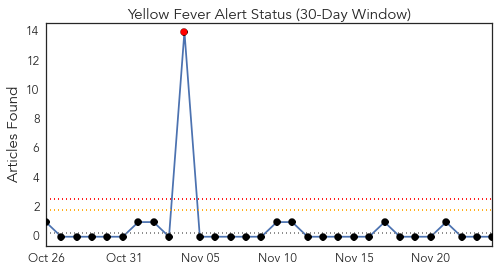 Yellow Fever Alert Status (30-Day Window)
Articles Found
14
12
10
8
6
4
2
0
Oct 26 Oct 31 Nov 05 Nov 10 Nov 15 Nov 20